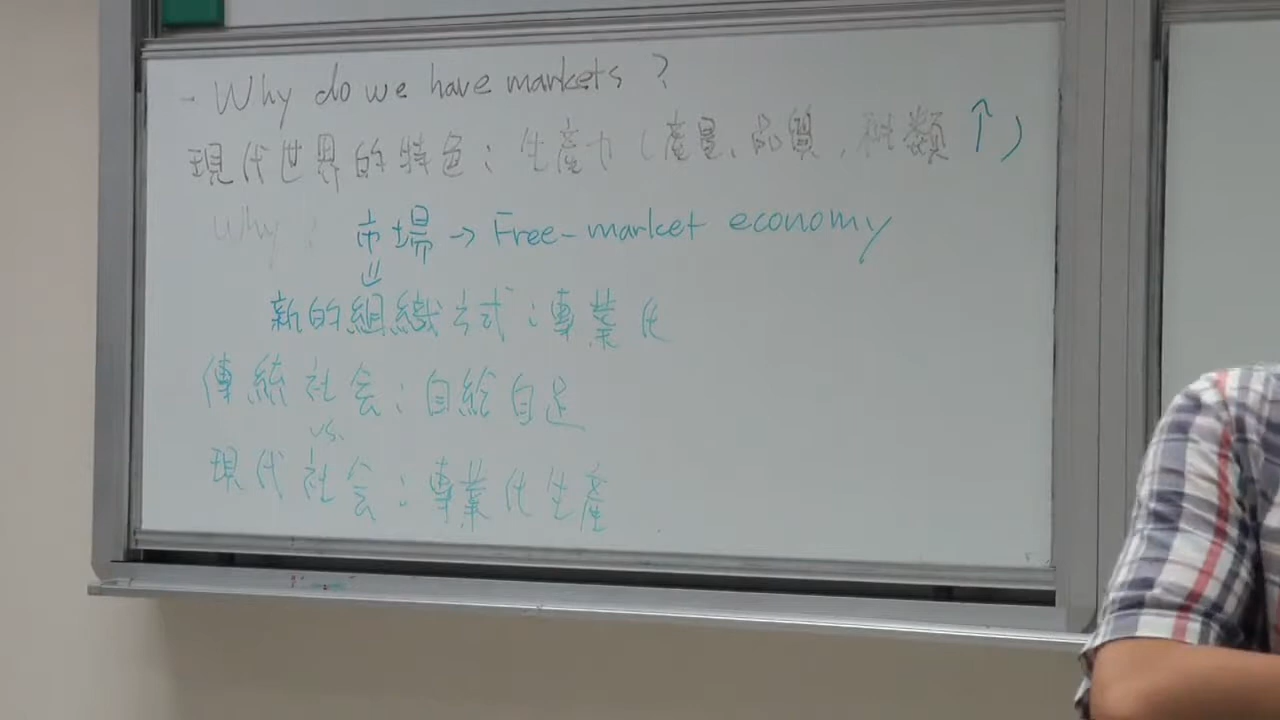 - Why do we have markets ?
現代世界的特色：生產力（產量、品質、種類 ↑）
Why : 市場 → Free-market economy
⇓
新的組織方式：專業化
傳統社会：自給自足
vs.
現代社会：專業化生產